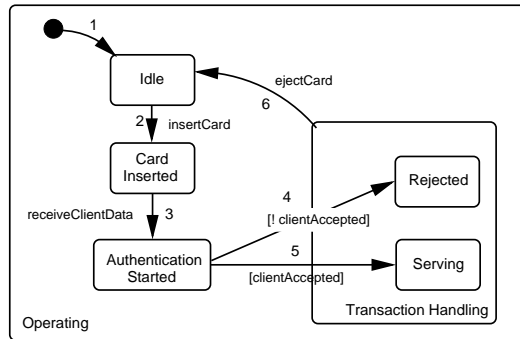 1
Idle
ejectCard
6
2
insertCard
Card
Inserted
4
Rejected
receiveClientData
3
[! clientAccepted]
5
Authentication
Started
Serving
[clientAccepted]
Transaction Handling
Operating